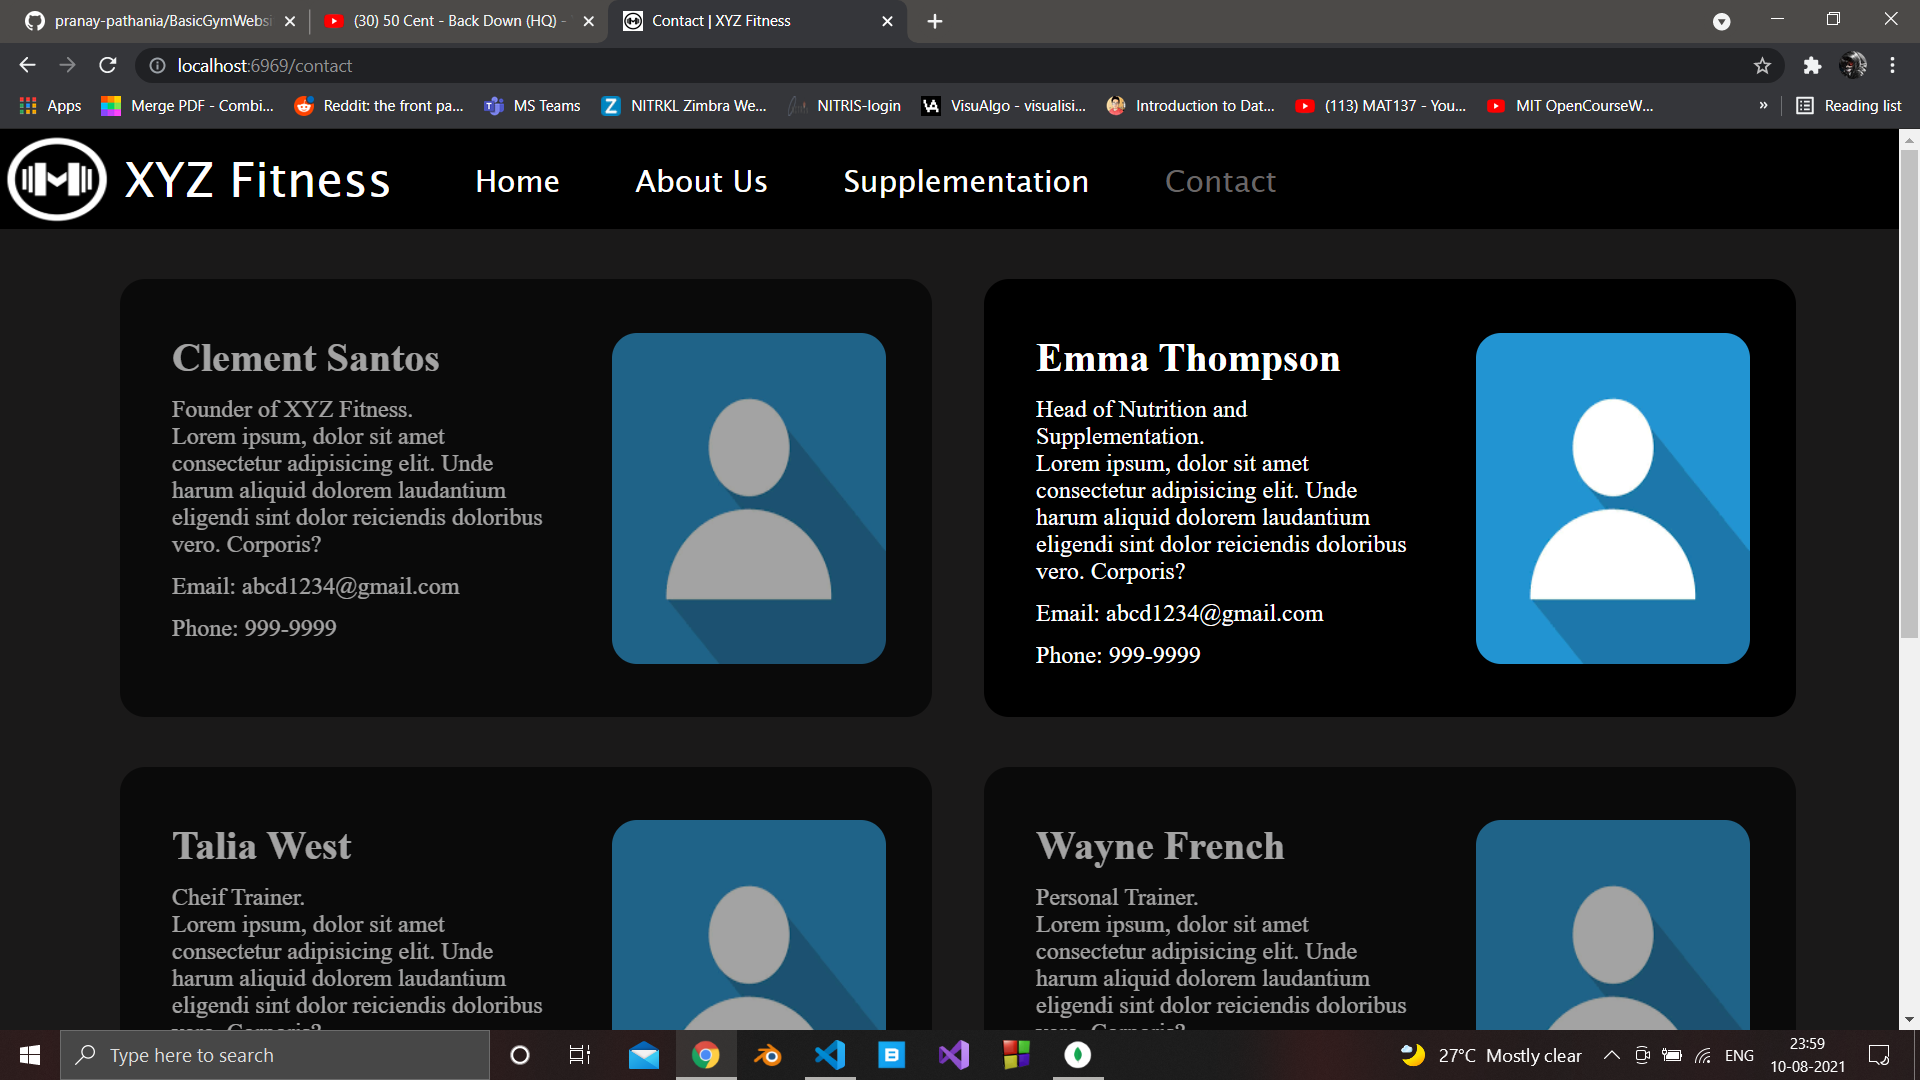 pranay-pathania/BasicGymWebsi
(30) 50 Cent - Back Down (HQ) -
Contact | XYZ Fitness
localhost:6969/contact
Apps
Merge PDF - Combi...
Reddit: the front pa...
MS Teams
NITRKL Zimbra We...
NITRIS-login
VisuAlgo - visualisi...
Introduction to Dat...
(113) MAT137 - You...
MIT OpenCourseW...
»
Reading list
XYZ Fitness
Home
About Us
Supplementation
Contact
Clement Santos
Founder of XYZ Fitness.
Lorem ipsum, dolor sit amet
consectetur adipisicing elit. Unde
harum aliquid dolorem laudantium
eligendi sint dolor reiciendis doloribus
vero. Corporis?
Email: abcd1234@gmail.com
Phone: 999-9999
Emma Thompson
Head of Nutrition and
Supplementation.
Lorem ipsum, dolor sit amet
consectetur adipisicing elit. Unde
harum aliquid dolorem laudantium
eligendi sint dolor reiciendis doloribus
vero. Corporis?
Email: abcd1234@gmail.com
Phone: 999-9999
Talia West
Cheif Trainer.
Lorem ipsum, dolor sit amet
consectetur adipisicing elit. Unde
harum aliquid dolorem laudantium
eligendi sint dolor reiciendis doloribus
vero. Corporis?
Wayne French
Personal Trainer.
Lorem ipsum, dolor sit amet
consectetur adipisicing elit. Unde
harum aliquid dolorem laudantium
eligendi sint dolor reiciendis doloribus
vero. Corporis?
Type here to search
27°C Mostly clear
ENG
23:59
10-08-2021